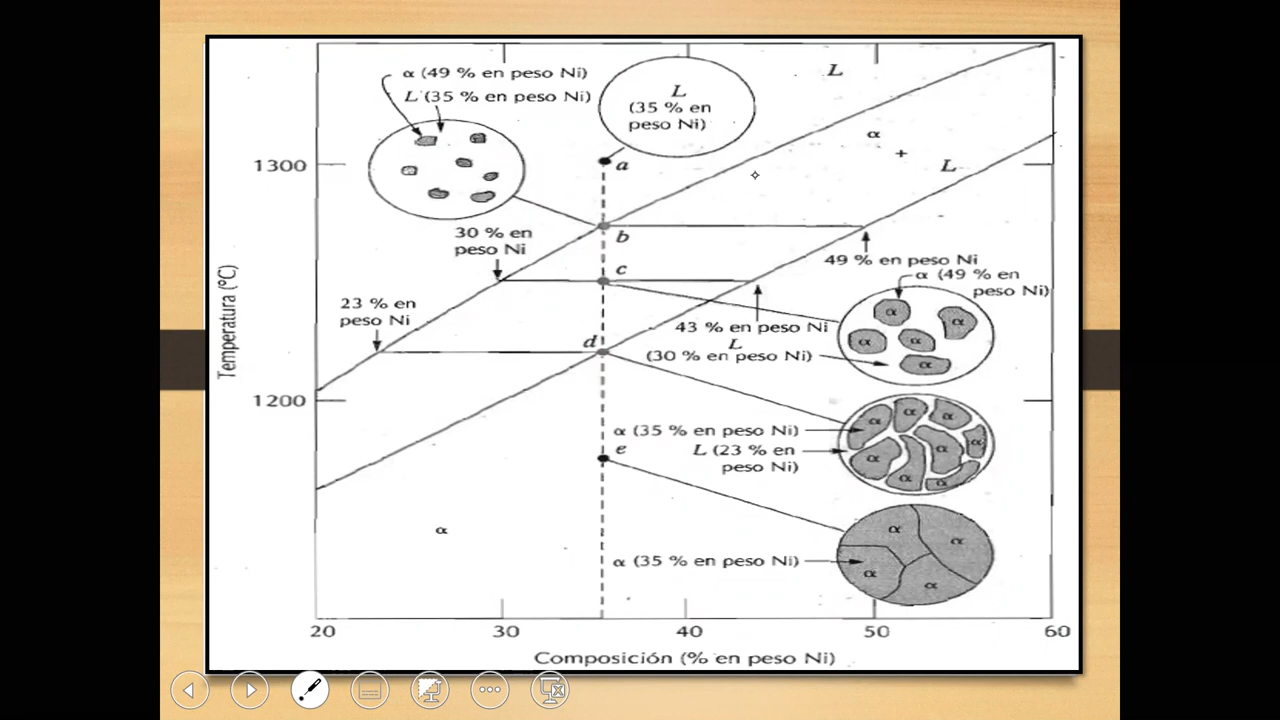 α (49 % en peso Ni)
L (35 % en peso Ni)
L
(35 % en
peso Ni)
L
α
+
L
1300
a
30 % en
peso Ni
b
49 % en peso Ni
c
α (49 % en
peso Ni)
23 % en
peso Ni
43 % en peso Ni
L
(30 % en peso Ni)
α
α
α
α
α
d
Temperatura (°C)
1200
α (35 % en peso Ni)
L (23 % en
peso Ni)
α
α
α
α
α
α
α
α
e
α
α (35 % en peso Ni)
α
α
α
α
20
30
40
50
60
Composición (% en peso Ni)